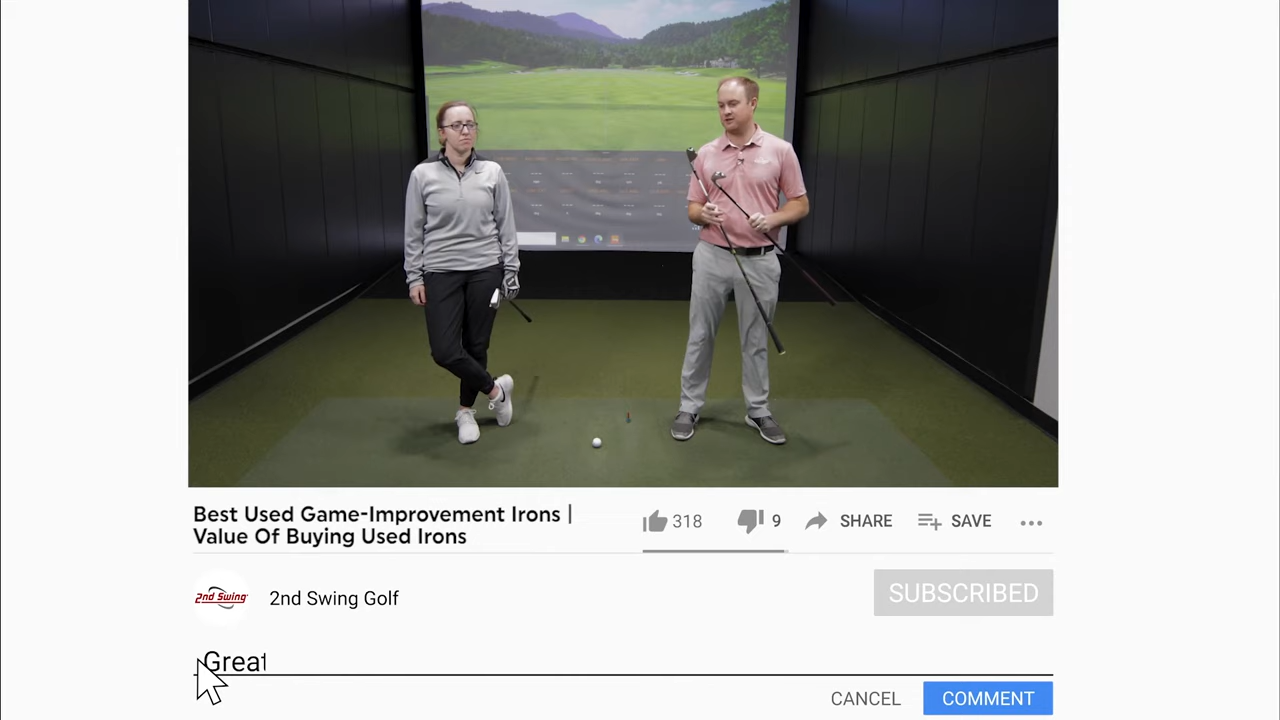 Best Used Game-Improvement Irons |
Value Of Buying Used Irons
318
9
SHARE
SAVE
2nd Swing
2nd Swing Golf
SUBSCRIBED
Great
CANCEL
COMMENT